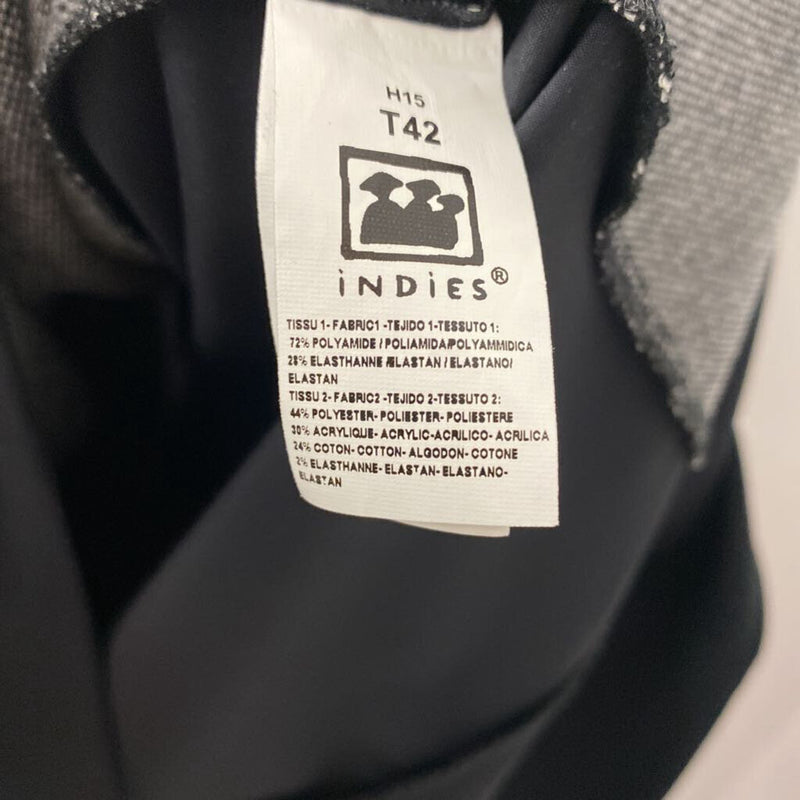 H15
T42
iNDiES®
TISSU 1- FABRIC1 -TEJIDO 1-TESSUTO 1:
72% POLYAMIDE / POLIAMIDA/POLYAMMIDICA
28% ELASTHANNE /ELASTAN / ELASTANO/
ELASTAN
TISSU 2- FABRIC2 -TEJIDO 2-TESSUTO 2:
44% POLYESTER- POLIESTER- POLIESTERE
30% ACRYLIQUE- ACRYLIC-ACRILICO- ACRILICA
24% COTON- COTTON- ALGODON- COTONE
2% ELASTHANNE- ELASTAN- ELASTANO-
ELASTAN